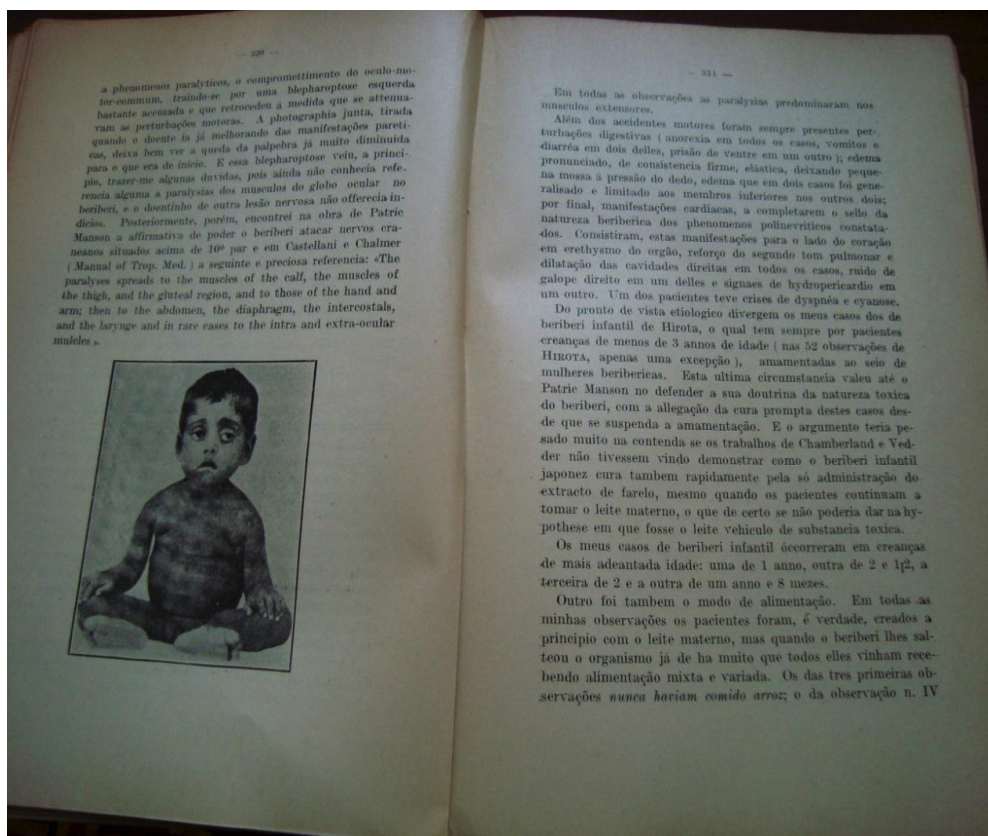 — 330 —
a phenomenos paralyticos, o compromettimento do oculo-mo-
tor-commum, traindo-se por uma blepharoptose esquerda
bastante accusada e que retrocedeu á medida que se attenua-
vam as perturbações motoras. A photographia junta, tirada
quando o doente ia já melhorando das manifestações pareti-
cas, deixa bem ver a queda da palpebra já muito diminuida
para o que era de inicio. E essa blepharoptose veiu, a princi-
pio, trazer-me algumas duvidas, pois ainda não conhecia refe-
rencia alguma a paralysias dos musculos do globo ocular no
beriberi, e o doentinho de outra lesão nervosa não offerecia in-
dicios. Posteriormente, porém, encontrei na obra de Patric
Manson a affirmativa de poder o beriberi atacar nervos cra-
neanos situados acimo de 10º par e em Castellani e Chalmer
( Manual of Trop. Med. ) a seguinte e preciosa referencia: «The
paralyses spreads to the muscles of the calf, the muscles of
the thigh, and the gluteal region, and to those of the hand and
arm; then to the abdomen, the diaphragm, the intercostals,
and the larynge and in rare cases to the intra and extra-ocular
mulcles ».
— 331 —
Em todas as observações as paralyzias predominaram nos
musculos extensores.
Além dos accidentes motores foram sempre presentes per-
turbações digestivas ( anorexia em todos os casos, vomitos e
diarréa em dois delles, prisão de ventre em um outro ); edema
pronunciado, de consistencia firme, elástica, deixando peque-
na mossa á pressão do dedo, edema que em dois casos foi gene-
ralisado e limitado aos membros inferiores nos outros dois;
por final, manifestações cardiacas, a completarem o sello da
natureza beriberica dos phenomenos polinevriticos constata-
dos. Consistiram, estas manifestações para o lado do coração
em erethysmo do orgão, reforço do segundo tom pulmonar e
dilatação das cavidades direitas em todos os casos, ruido de
galope direito em um delles e signaes de hydropericardio em
um outro. Um dos pacientes teve crises de dyspnéa e cyanose.
Do pronto de vista etiologico divergem os meus casos dos de
beriberi infantil de Hirota, o qual tem sempre por pacientes
creanças de menos de 3 annos de idade ( nas 52 observações de
HIROTA, apenas uma excepção ), amamentadas ao seio de
mulheres beribericas. Esta ultima circumstancia valeu até o
Patric Manson no defender a sua doutrina da natureza toxica
do beriberi, com a allegação da cura prompta destes casos des-
de que se suspenda a amamentação. E o argumento teria pe-
sado muito na contenda se os trabalhos de Chamberland e Ved-
der não tivessem vindo demonstrar como o beriberi infantil
japonez cura tambem rapidamente pela só administração do
extracto de farelo, mesmo quando os pacientes continuam a
tomar o leite materno, o que de certo se não poderia dar na hy-
pothese em que fosse o leite vehiculo de substancia toxica.
Os meus casos de beriberi infantil óccorreram em creanças
de mais adeantada idade: uma de 1 anno, outra de 2 e 1¡2, a
terceira de 2 e a outra de um anno e 8 mezes.
Outro foi tambem o modo de alimentação. Em todas as
minhas observações os pacientes foram, é verdade, creados a
principio com o leite materno, mas quando o beriberi lhes sal-
teou o organismo já de ha muito que todos elles vinham rece-
bendo alimentação mixta e variada. Os das tres primeiras ob-
servações nunca haviam comido arroz; o da observação n. IV